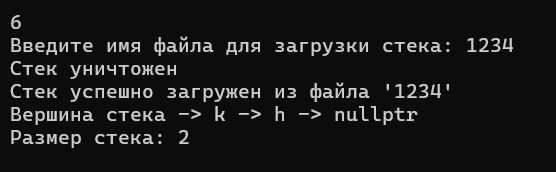 6
Введите имя файла для загрузки стека: 1234
Стек уничтожен
Стек успешно загружен из файла '1234'
Вершина стека -> k -> h -> nullptr
Размер стека: 2